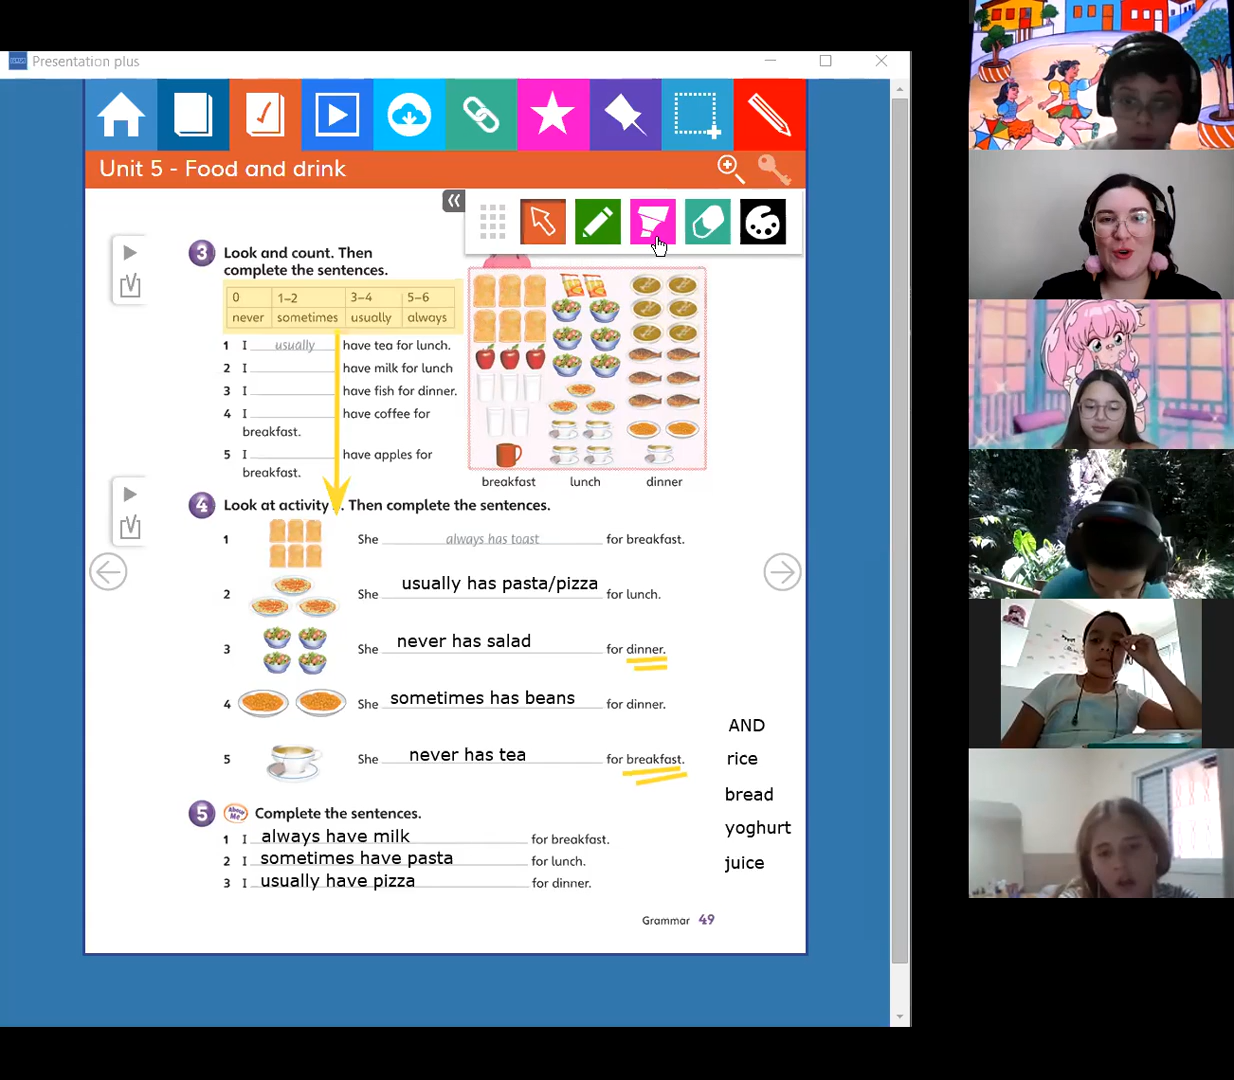 Presentation plus
Unit 5 - Food and drink
3 Look and count. Then
complete the sentences.
0 1–2 3–4 5–6
never sometimes usually always
1 I usually have tea for lunch.
2 I have milk for lunch
3 I have fish for dinner.
4 I have coffee for
breakfast.
5 I have apples for
breakfast.
breakfast lunch dinner
4 Look at activity . Then complete the sentences.
1 She always has toast for breakfast.
2 She usually has pasta/pizza for lunch.
3 She never has salad for dinner.
4 She sometimes has beans for dinner.
5 She never has tea for breakfast.
AND
rice
bread
yoghurt
juice
5 About Me Complete the sentences.
1 I always have milk for breakfast.
2 I sometimes have pasta for lunch.
3 I usually have pizza for dinner.
Grammar 49